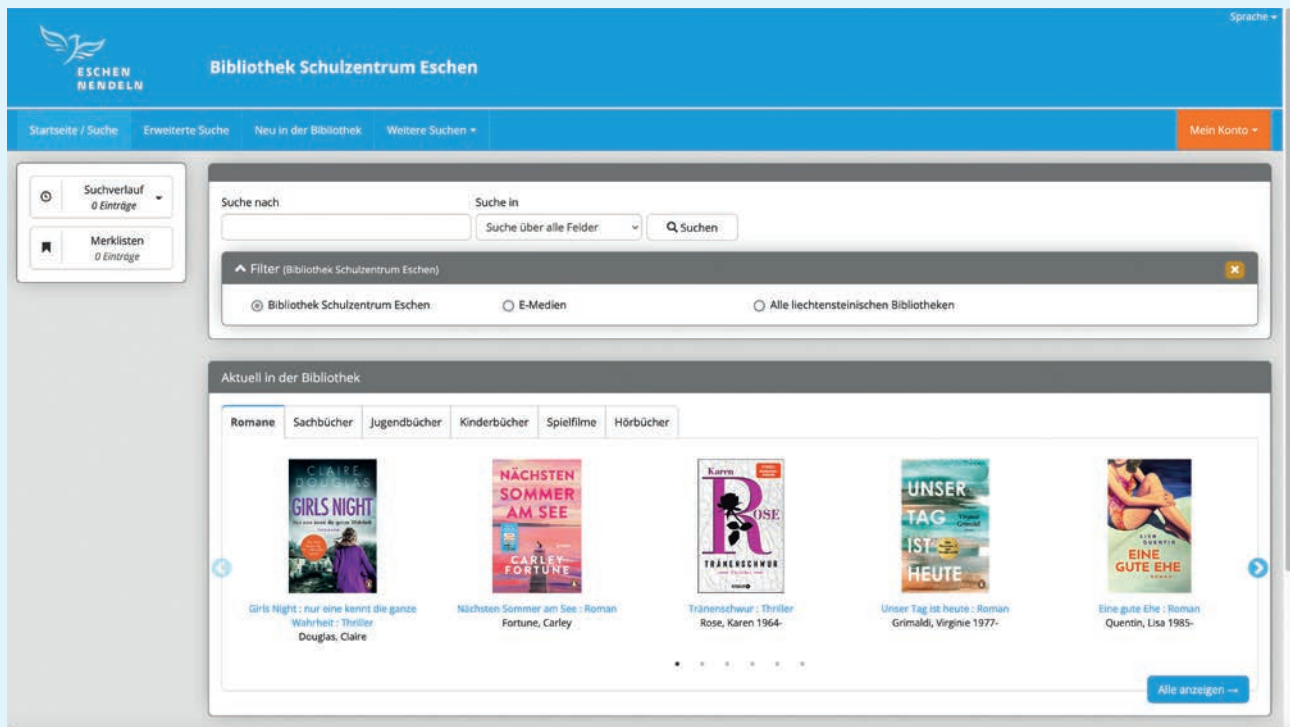 Sprache
ESCHEN
NENDELN
Bibliothek Schulzentrum Eschen
Startseite / Suche
Erweiterte Suche
Neu in der Bibliothek
Weitere Suchen
Mein Konto
Suchverlauf
0 Einträge
Merklisten
0 Einträge
Suche nach
Suche in
Suche über alle Felder
Suchen
Filter (Bibliothek Schulzentrum Eschen)
Bibliothek Schulzentrum Eschen
E-Medien
Alle liechtensteinischen Bibliotheken
Aktuell in der Bibliothek
Romane
Sachbücher
Jugendbücher
Kinderbücher
Spielfilme
Hörbücher
CLAIRE
DOUGLAS
GIRLS NIGHT
NÄCHSTEN
SOMMER
AM SEE
CARLEY
FORTUNE
Karen
ROSE
TRÄNENSCHWUR
UNSER
TAG
IST
HEUTE
Virginie
Grimaldi
LISA
QUENTIN
EINE
GUTE EHE
ROMAN
Girls Night : nur eine kennt die ganze
Wahrheit : Thriller
Douglas, Claire
Nächsten Sommer am See : Roman
Fortune, Carley
Tränenschwur : Thriller
Rose, Karen 1964-
Unser Tag ist heute : Roman
Grimaldi, Virginie 1977-
Eine gute Ehe : Roman
Quentin, Lisa 1985-
Alle anzeigen